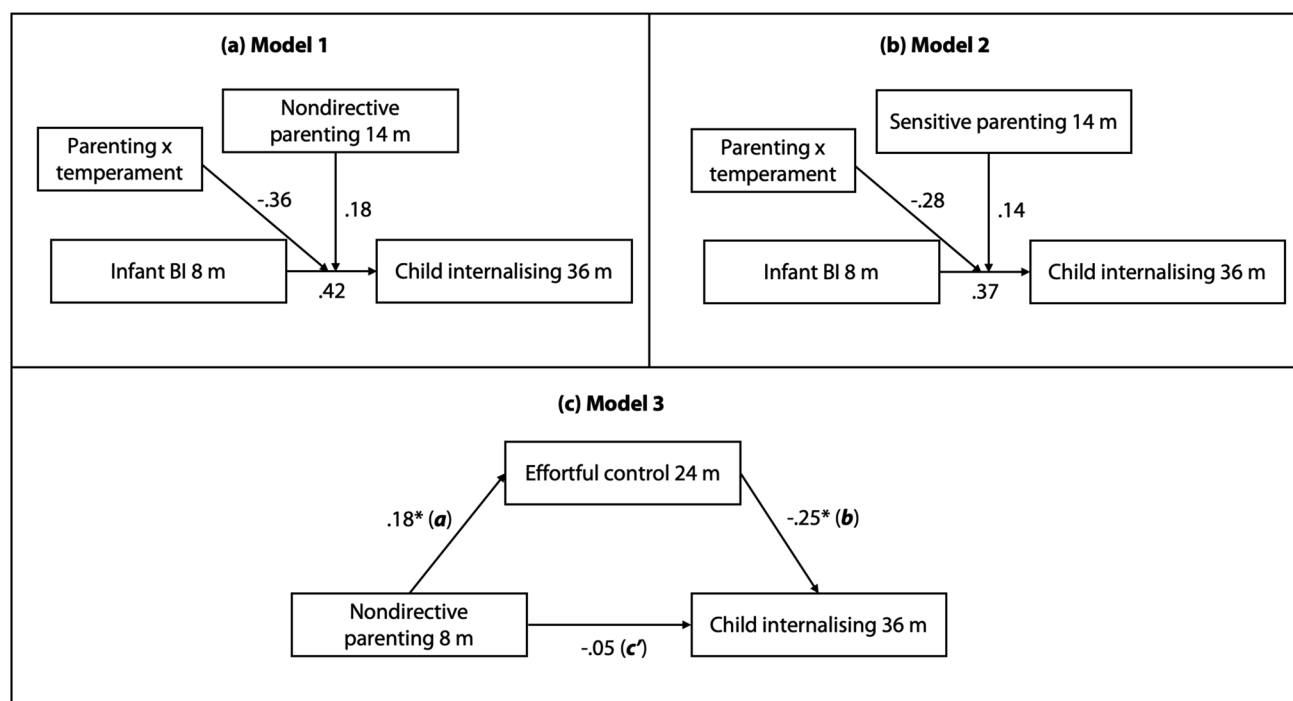 (a) Model 1
Nondirective
parenting 14 m
Parenting x
temperament
-.36
.18
Infant BI 8 m
Child internalising 36 m
.42
(b) Model 2
Sensitive parenting 14 m
Parenting x
temperament
-.28
.14
Infant BI 8 m
Child internalising 36 m
.37
(c) Model 3
Effortful control 24 m
.18* (a)
-.25* (b)
Nondirective
parenting 8 m
Child internalising 36 m
-.05 (c’)